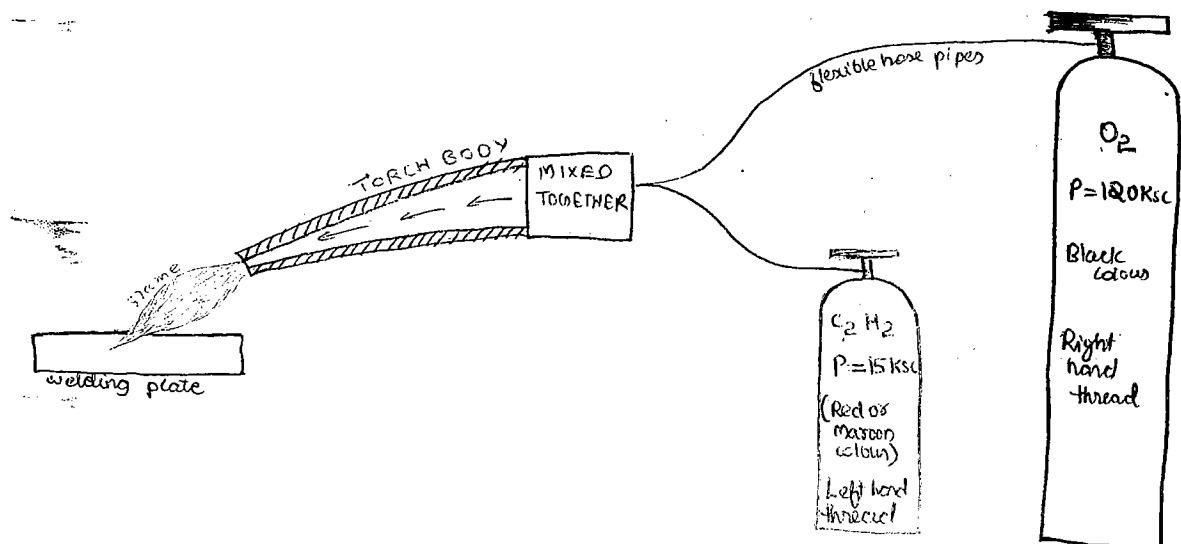 flexible hose pipes
O2
P=120Ksc
Black
colour
Right
hand
thread
TORCH BODY
MIXED
TOGETHER
flame
welding plate
C2H2
P=15Ksc
(Red or
Maroon
colour)
Left hand
thread